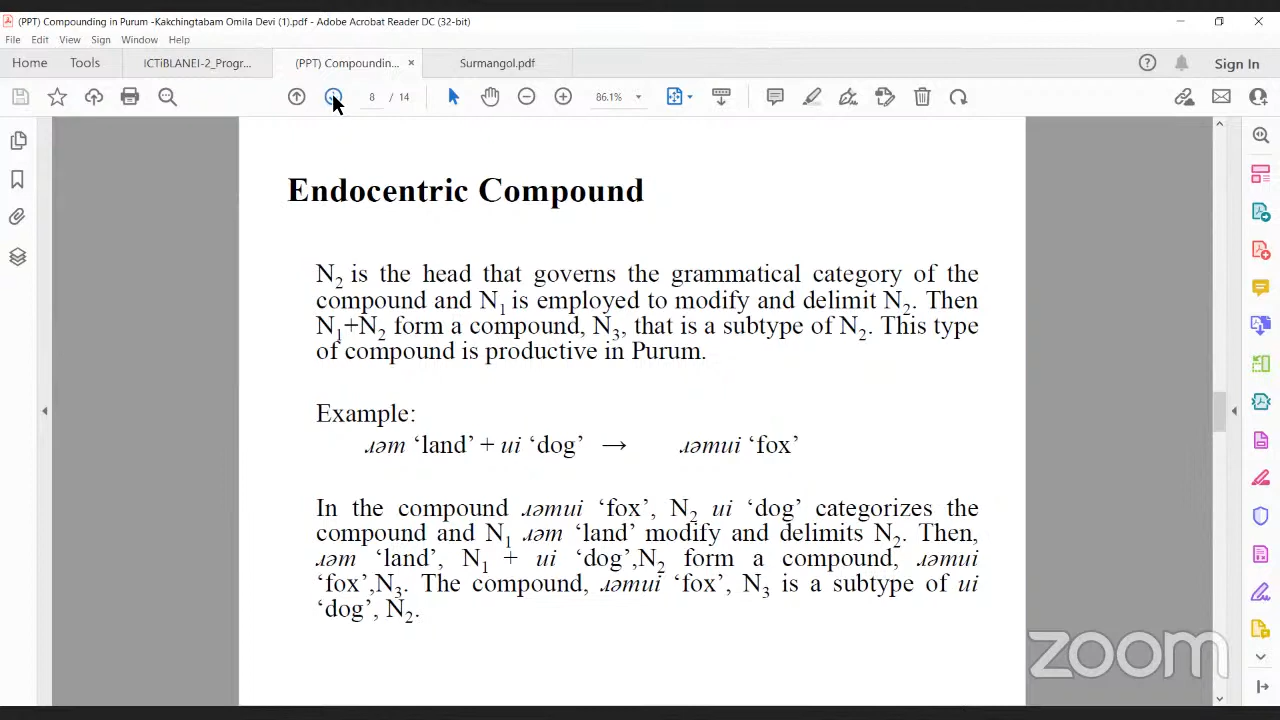 (PPT) Compounding in Purum -Kakchingtabam Omila Devi (1).pdf - Adobe Acrobat Reader DC (32-bit)
File Edit View Sign Window Help
Home Tools ICTiBLANEI-2_Progr... (PPT) Compoundin... × Surmangol.pdf Sign In
8 / 14 86.1%
Endocentric Compound
N₂ is the head that governs the grammatical category of the
compound and N₁ is employed to modify and delimit N₂. Then
N₁+N₂ form a compound, N₃, that is a subtype of N₂. This type
of compound is productive in Purum.
Example:
ɹəm ‘land’ + ui ‘dog’ → ɹəmui ‘fox’
In the compound ɹəmui ‘fox’, N₂ ui ‘dog’ categorizes the
compound and N₁ ɹəm ‘land’ modify and delimits N₂. Then,
ɹəm ‘land’, N₁ + ui ‘dog’,N₂ form a compound, ɹəmui
‘fox’,N₃. The compound, ɹəmui ‘fox’, N₃ is a subtype of ui
‘dog’, N₂.
zoom